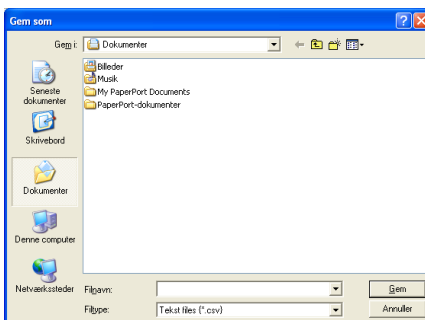 Gem som
Gem i:
Dokumenter
Billeder
Musik
My PaperPort Documents
PaperPort-dokumenter
Seneste
dokumenter
Skrivebord
Dokumenter
Denne computer
Netværkssteder
Filnavn:
Gem
Filtype:
Tekst files (*.csv)
Annuller